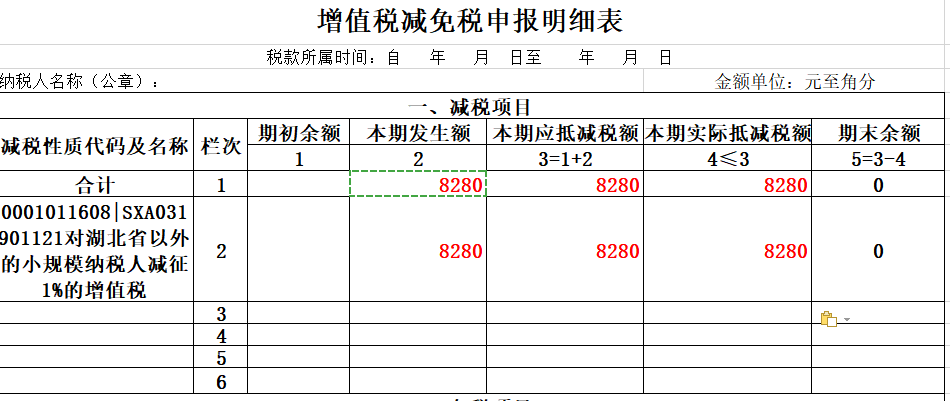 增值税减免税申报明细表
税款所属时间：自 年 月 日至 年 月 日
纳税人名称（公章）： 金额单位：元至角分
一、减税项目
减税性质代码及名称 栏次 期初余额 本期发生额 本期应抵减税额 本期实际抵减税额 期末余额
1 2 3=1+2 4≤3 5=3-4
合计 1 8280 8280 8280 0
0001011608|SXA031
901121对湖北省以外
的小规模纳税人减征
1%的增值税
2 8280 8280 8280 0
3
4
5
6